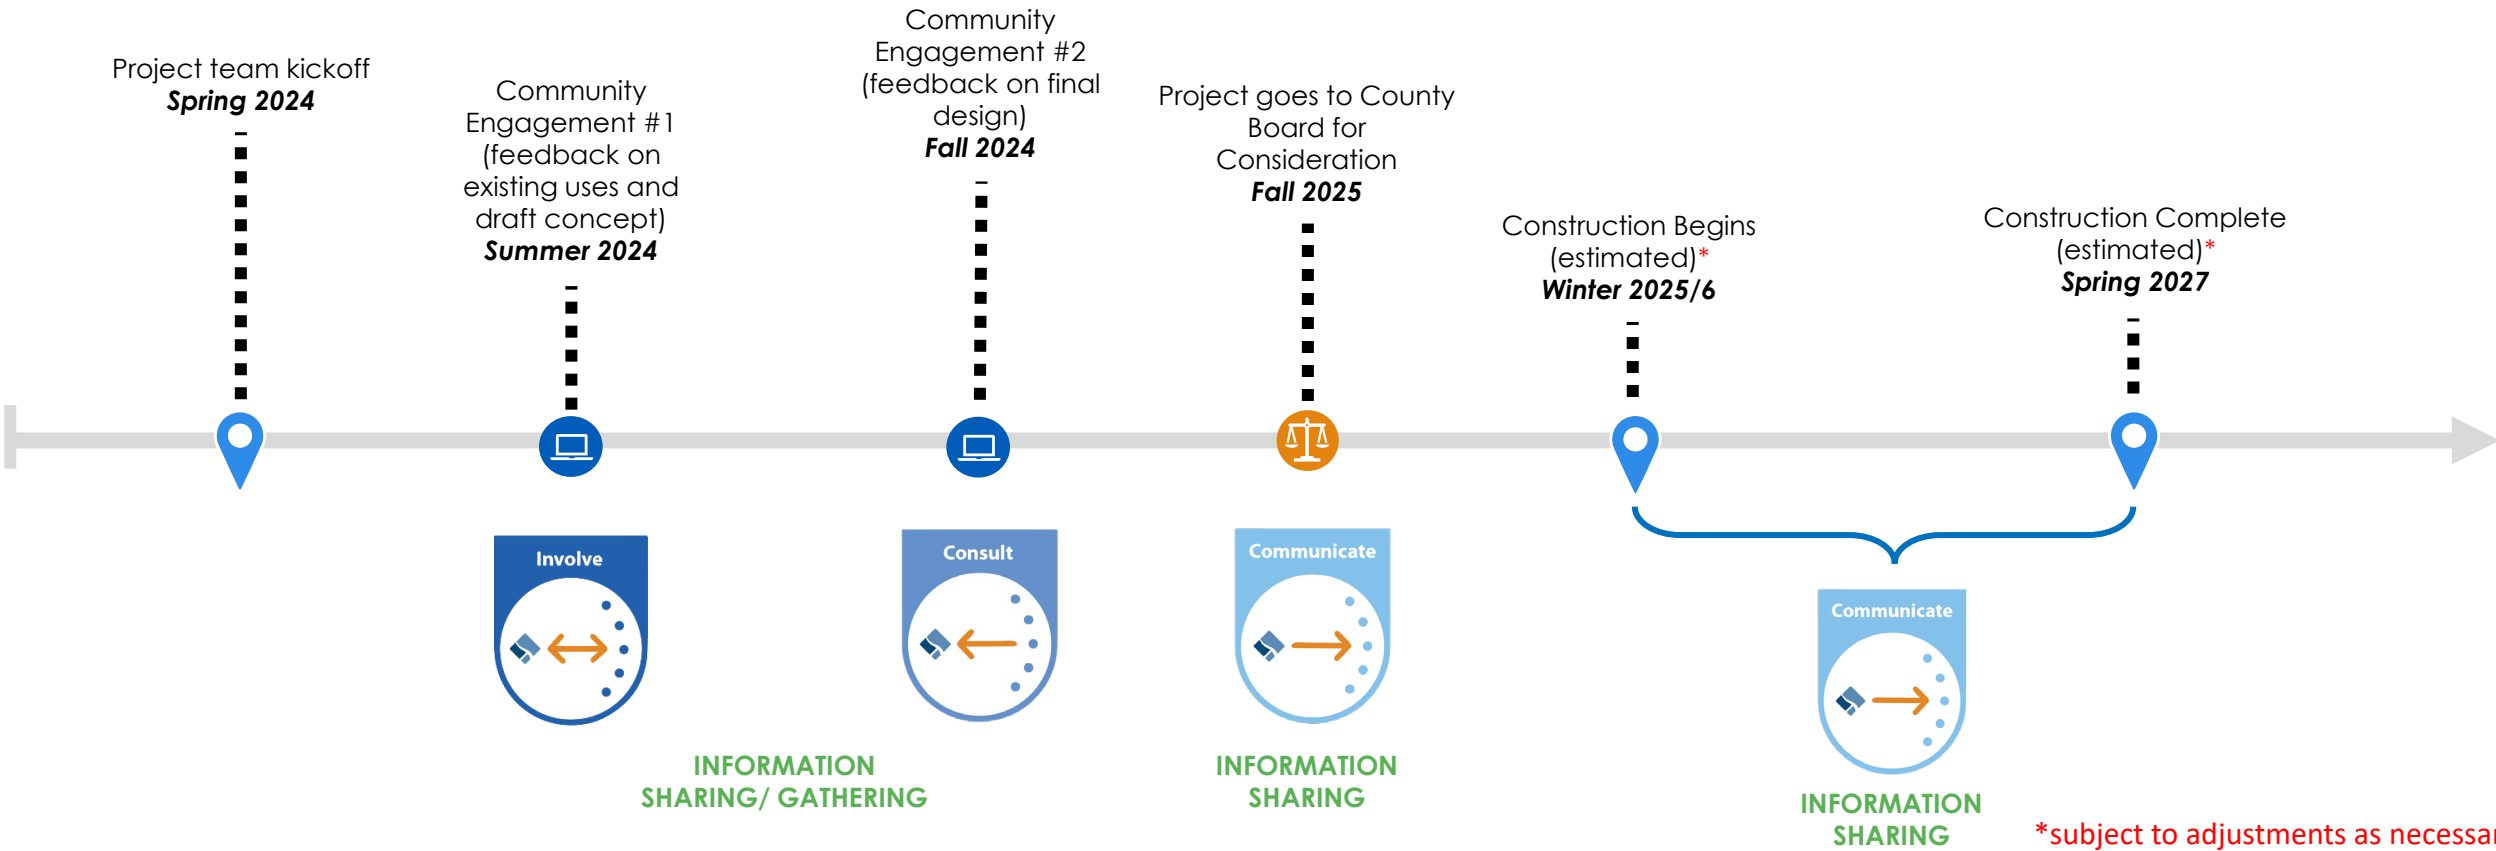 Project team kickoff
Spring 2024
Community
Engagement #1
(feedback on
existing uses and
draft concept)
Summer 2024
Community
Engagement #2
(feedback on final
design)
Fall 2024
Project goes to County
Board for
Consideration
Fall 2025
Construction Begins
(estimated)*
Winter 2025/6
Construction Complete
(estimated)*
Spring 2027
Involve
Consult
Communicate
Communicate
INFORMATION
SHARING/ GATHERING
INFORMATION
SHARING
INFORMATION
SHARING
*subject to adjustments as